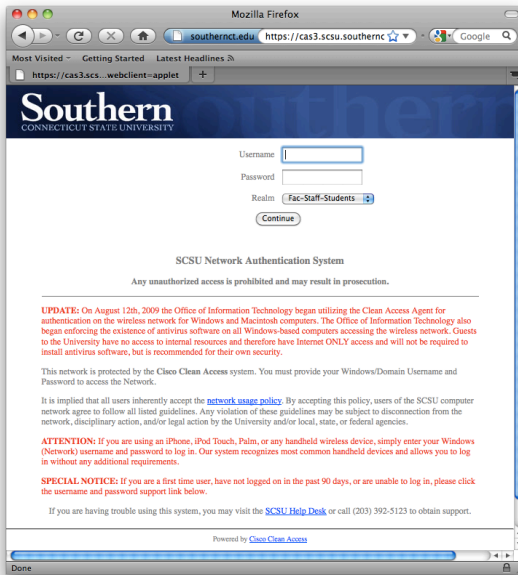 Mozilla Firefox
southernct.edu https://cas3.scsu.southernc Google
Most Visited Getting Started Latest Headlines
https://cas3.scs...webclient=applet +
Southern
CONNECTICUT STATE UNIVERSITY
Username
Password
Realm Fac-Staff-Students
Continue
SCSU Network Authentication System
Any unauthorized access is prohibited and may result in prosecution.
UPDATE: On August 12th, 2009 the Office of Information Technology began utilizing the Clean Access Agent for
authentication on the wireless network for Windows and Macintosh computers. The Office of Information Technology also
began enforcing the existence of antivirus software on all Windows-based computers accessing the wireless network. Guests
to the University have no access to internal resources and therefore have Internet ONLY access and will not be required to
install antivirus software, but is recommended for their own security.
This network is protected by the Cisco Clean Access system. You must provide your Windows/Domain Username and
Password to access the Network.
It is implied that all users inherently accept the network usage policy. By accepting this policy, users of the SCSU computer
network agree to follow all listed guidelines. Any violation of these guidelines may be subject to disconnection from the
network, disciplinary action, and/or legal action by the University and/or local, state, or federal agencies.
ATTENTION: If you are using an iPhone, iPod Touch, Palm, or any handheld wireless device, simply enter your Windows
(Network) username and password to log in. Our system recognizes most common handheld devices and allows you to log
in without any additional requirements.
SPECIAL NOTICE: If you are a first time user, have not logged on in the past 90 days, or are unable to log in, please click
the username and password support link below.
If you are having trouble using this system, you may visit the SCSU Help Desk or call (203) 392-5123 to obtain support.
Powered by Cisco Clean Access
Done